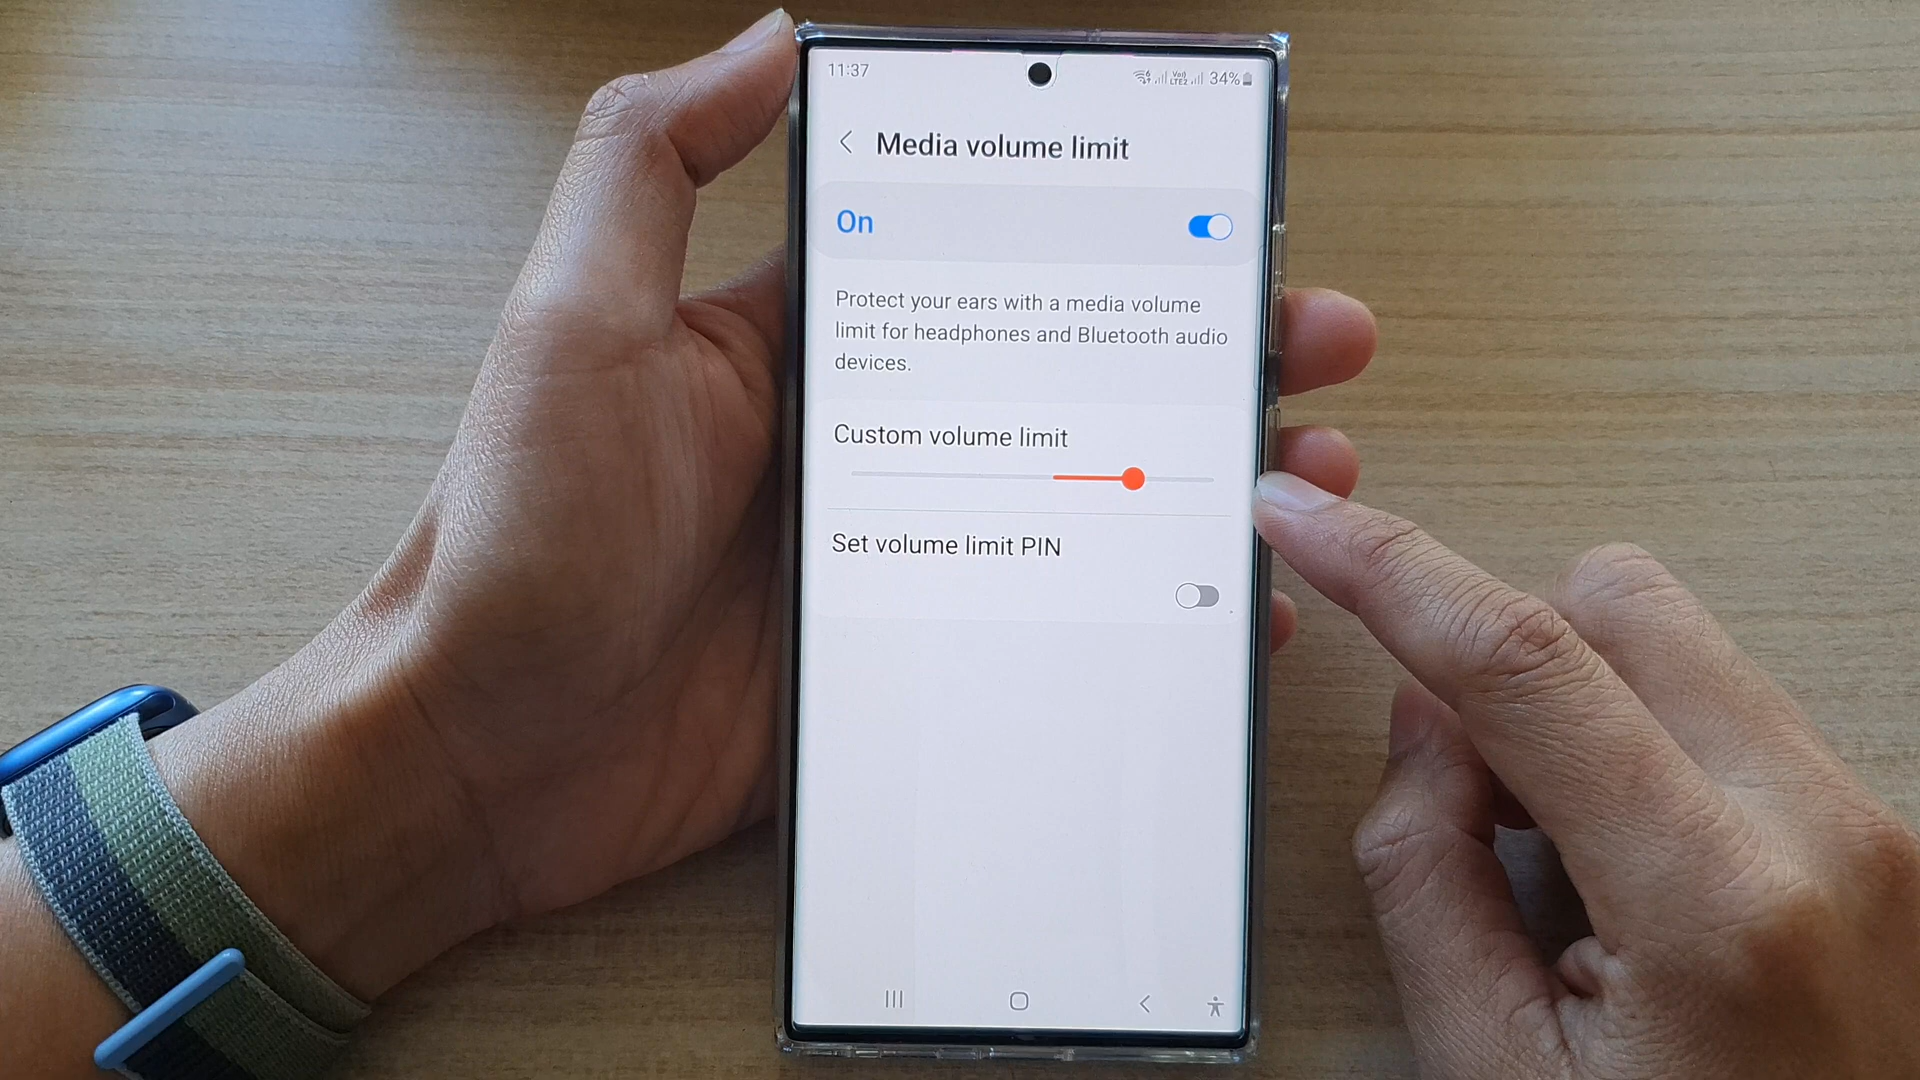 11:37
34%
Media volume limit
On
Protect your ears with a media volume
limit for headphones and Bluetooth audio
devices.
Custom volume limit
Set volume limit PIN